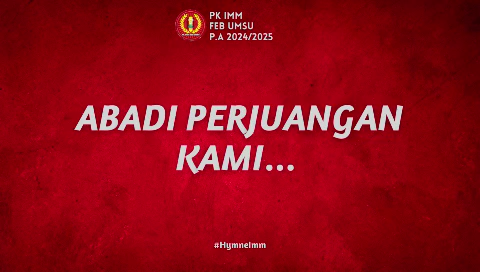 PK IMM
FEB UMSU
P.A 2024/2025
ABADI PERJUANGAN
KAMI...
#HymneImm